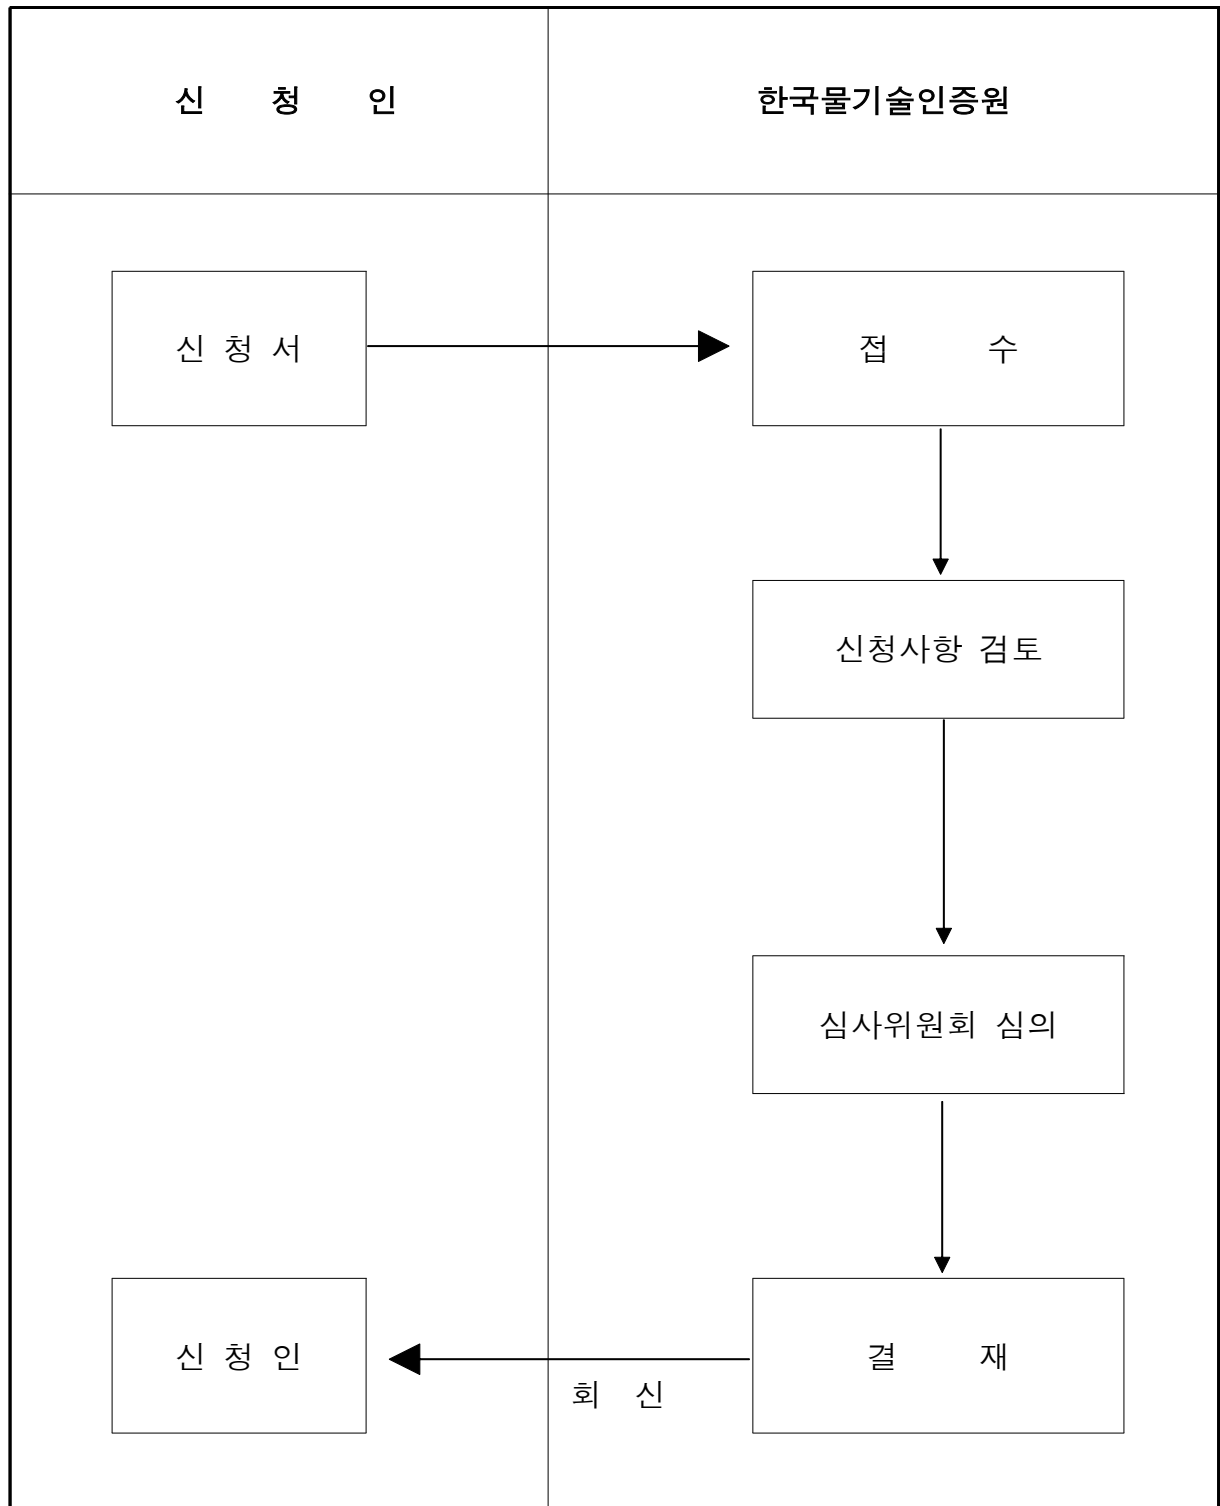 신 청 인
한국물기술인증원
신 청 서
접 수
신청사항 검토
심사위원회 심의
신 청 인
결 재
회 신